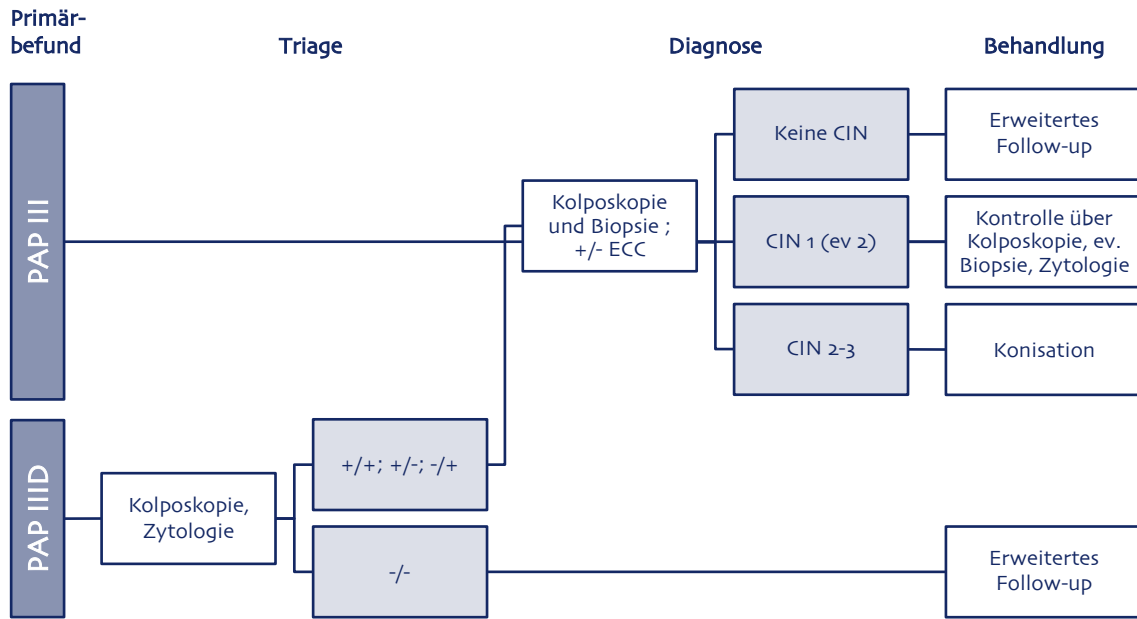 Primär-
befund
Triage
Diagnose
Behandlung
PAP III
Kolposkopie
und Biopsie ;
+/- ECC
Keine CIN
Erweitertes
Follow-up
CIN 1 (ev 2)
Kontrolle über
Kolposkopie, ev.
Biopsie, Zytologie
CIN 2-3
Konisation
PAP IIID
Kolposkopie,
Zytologie
+/+; +/-; -/+
-/-
Erweitertes
Follow-up